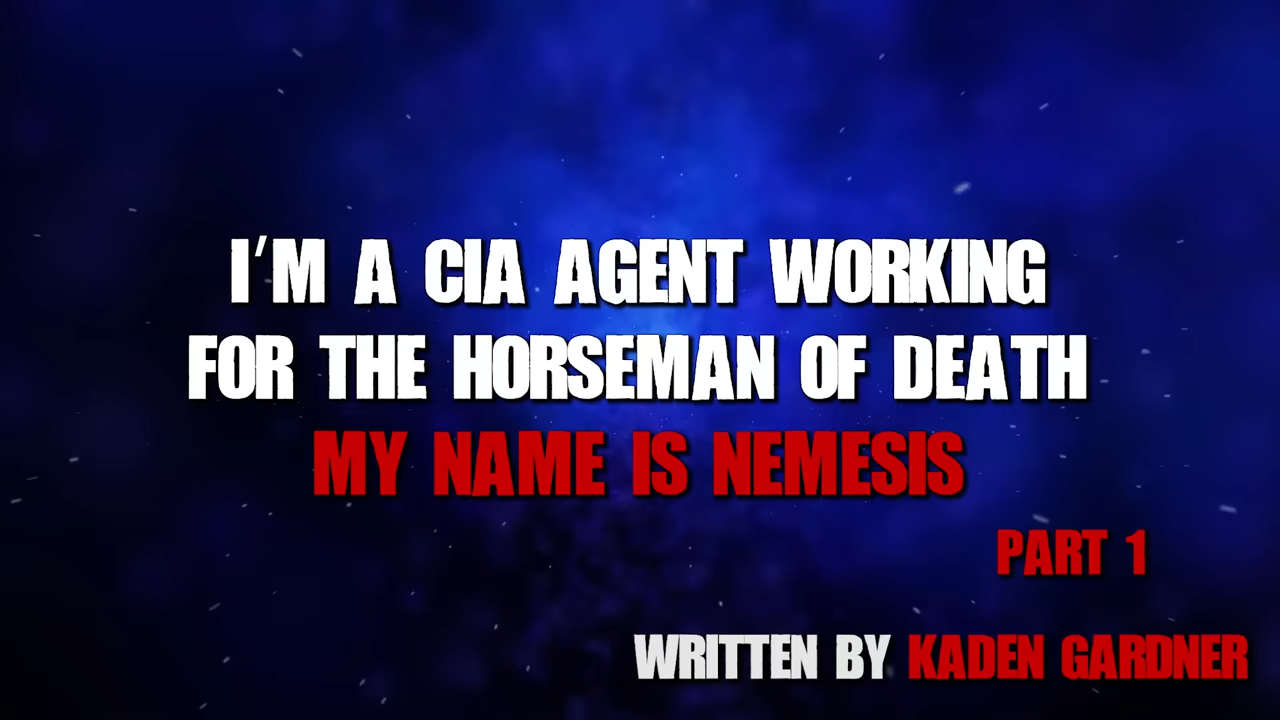 I'M A CIA AGENT WORKING
FOR THE HORSEMAN OF DEATH
MY NAME IS NEMESIS
PART 1
WRITTEN BY KADEN GARDNER